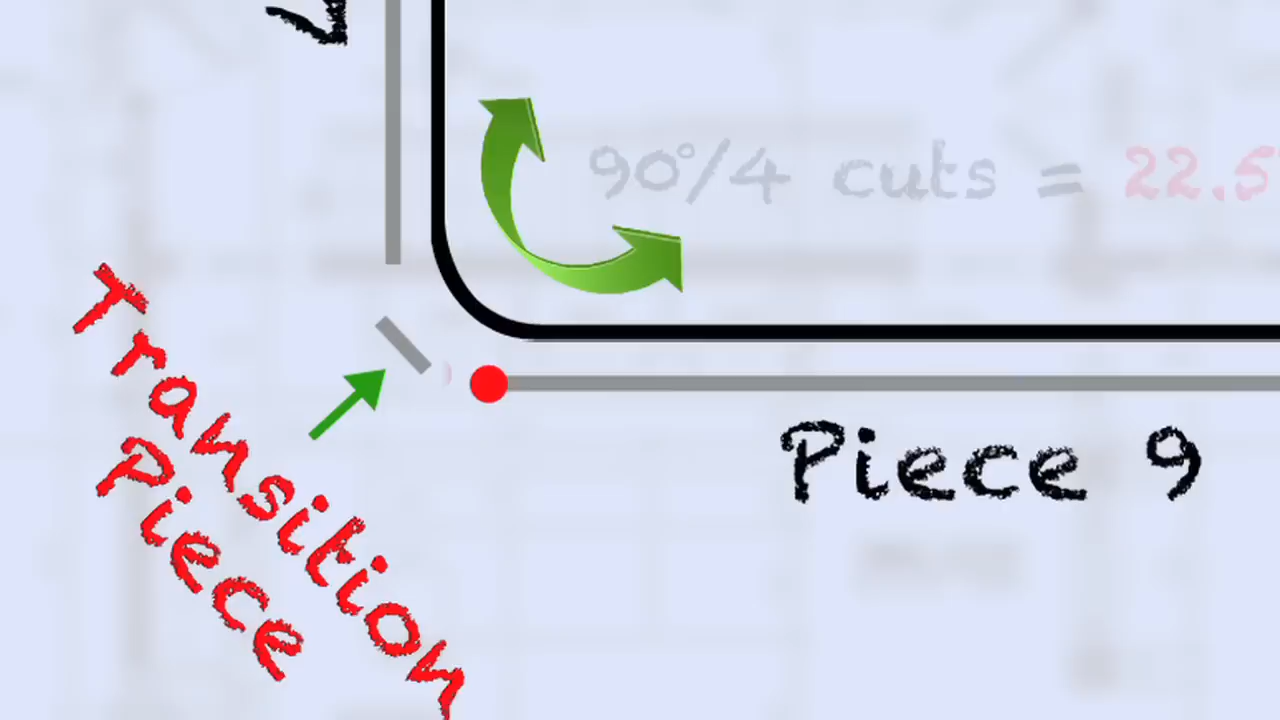 90°/4 cuts = 22.5
Piece 9
Transition
Piece